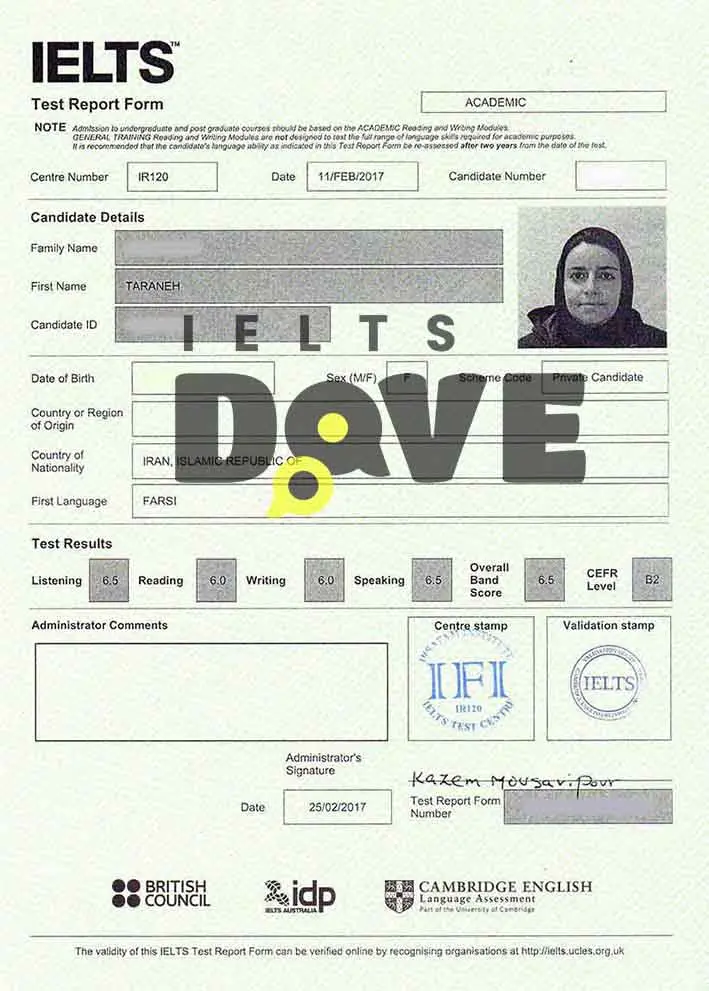 IELTS™
Test Report Form
ACADEMIC
NOTE Admission to undergraduate and post graduate courses should be based on the ACADEMIC Reading and Writing Modules.
GENERAL TRAINING Reading and Writing Modules are not designed to test the full range of language skills required for academic purposes.
It is recommended that the candidate's language ability as indicated in this Test Report Form be re-assessed after two years from the date of the test.
Centre Number IR120 Date 11/FEB/2017 Candidate Number
Candidate Details
Family Name
First Name TARANEH
Candidate ID
IELTS
DAVE
Date of Birth Sex (M/F) F Scheme Code Private Candidate
Country or Region
of Origin
Country of
Nationality IRAN, ISLAMIC REPUBLIC OF
First Language FARSI
Test Results
Listening 6.5 Reading 6.0 Writing 6.0 Speaking 6.5 Overall Band Score 6.5 CEFR Level B2
Administrator Comments
Centre stamp
IFI
IR120
IELTS TEST CENTRE
Validation stamp
IELTS
Administrator's
Signature
Kazem Mousavipour
Date 25/02/2017
Test Report Form
Number
BRITISH
COUNCIL
idp
IELTS AUSTRALIA
CAMBRIDGE ENGLISH
Language Assessment
Part of the University of Cambridge
The validity of this IELTS Test Report Form can be verified online by recognising organisations at http://ielts.ucles.org.uk